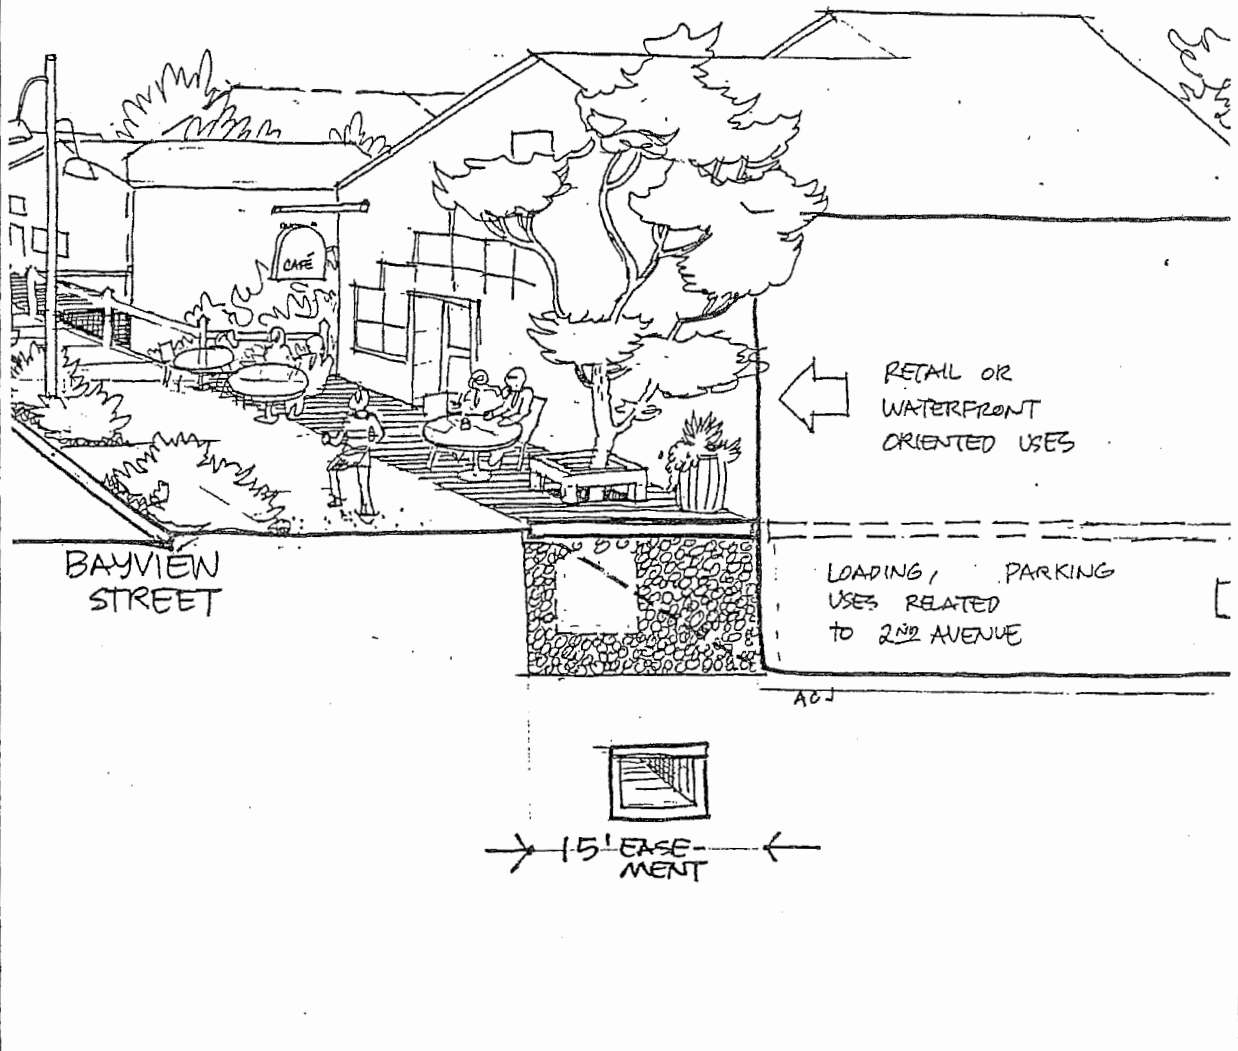 CAFÉ
RETAIL OR
WATERFRONT
ORIENTED USES
BAYVIEW
STREET
LOADING, PARKING
USES RELATED
to 2ND AVENUE
15' EASE-
MENT